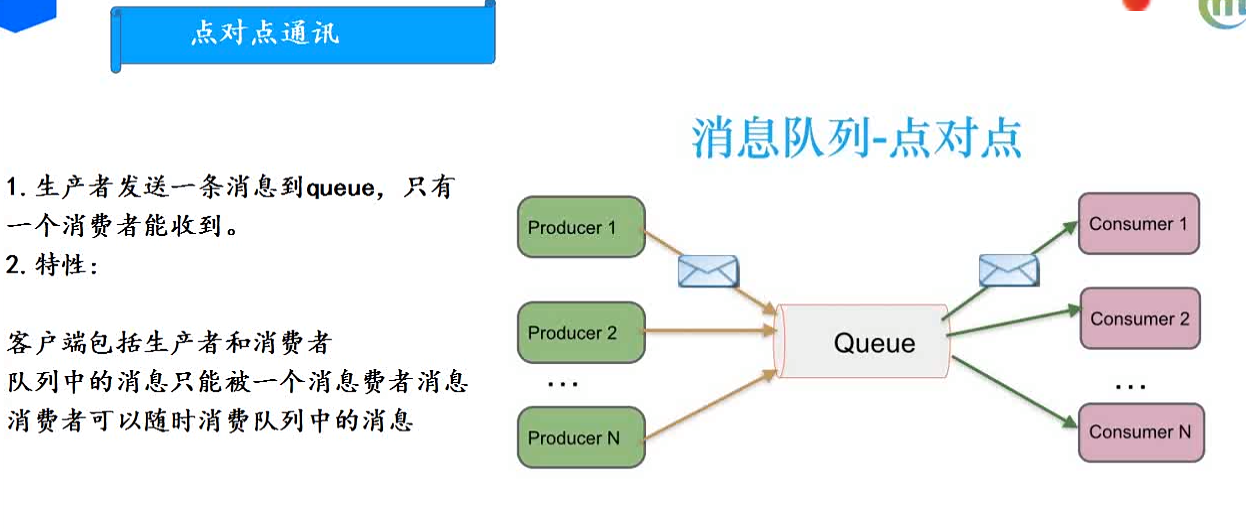 点对点通讯
消息队列-点对点
1. 生产者发送一条消息到queue，只有
一个消费者能收到。
2. 特性：
客户端包括生产者和消费者
队列中的消息只能被一个消息费者消息
消费者可以随时消费队列中的消息
Producer 1
Producer 2
...
Producer N
Queue
Consumer 1
Consumer 2
...
Consumer N